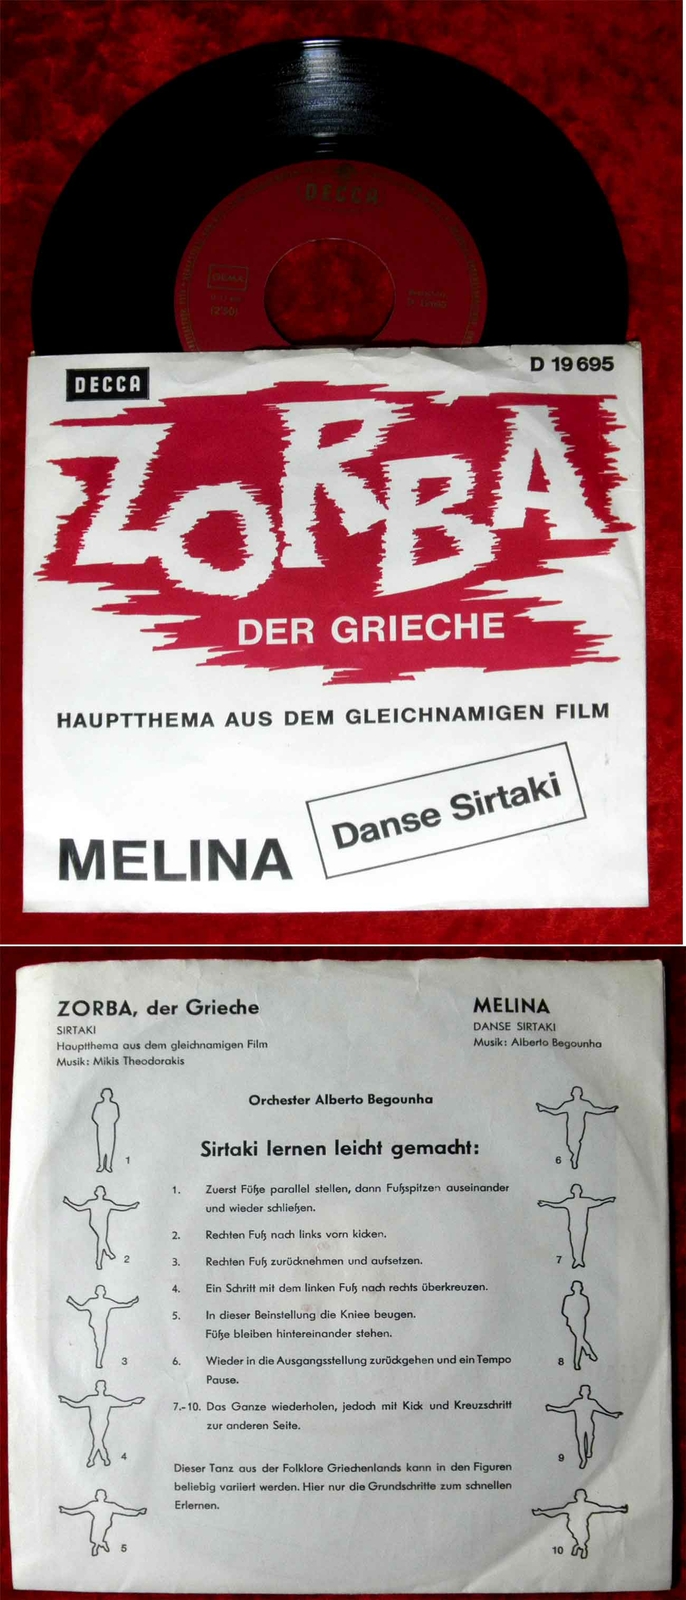 DECCA
GEMA
DECCA
D 19 695
ZORBA
DER GRIECHE
HAUPTTHEMA AUS DEM GLEICHNAMIGEN FILM
Danse Sirtaki
MELINA
ZORBA, der Grieche
SIRTAKI
Hauptthema aus dem gleichnamigen Film
Musik: Mikis Theodorakis
MELINA
DANSE SIRTAKI
Musik: Alberto Begounha
Orchester Alberto Begounha
Sirtaki lernen leicht gemacht:
1. Zuerst Füße parallel stellen, dann Fußspitzen auseinander
und wieder schließen.
2. Rechten Fuß nach links vorn kicken.
3. Rechten Fuß zurücknehmen und aufsetzen.
4. Ein Schritt mit dem linken Fuß nach rechts überkreuzen.
5. In dieser Beinstellung die Kniee beugen.
Füße bleiben hintereinander stehen.
6. Wieder in die Ausgangsstellung zurückgehen und ein Tempo
Pause.
7.-10. Das Ganze wiederholen, jedoch mit Kick und Kreuzschritt
zur anderen Seite.
Dieser Tanz aus der Folklore Griechenlands kann in den Figuren
beliebig variiert werden. Hier nur die Grundschritte zum schnellen
Erlernen.
1
2
3
4
5
6
7
8
9
10